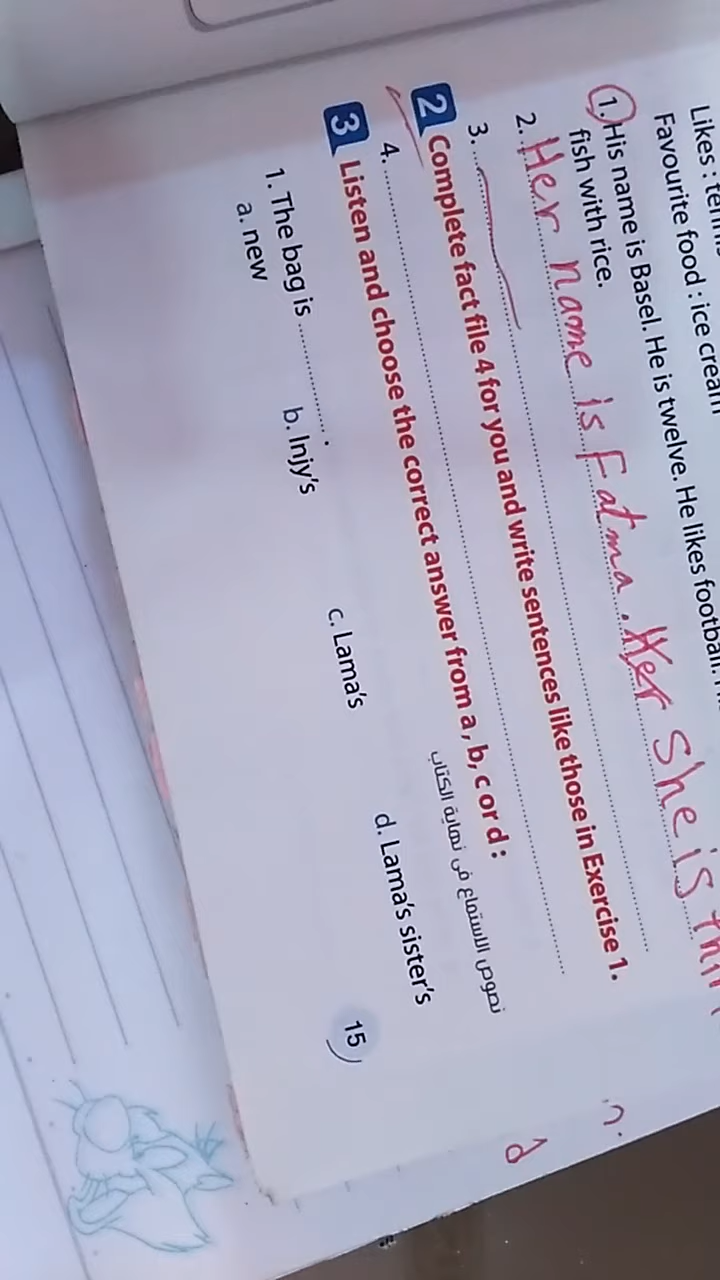 Likes : tennis
Favourite food : ice cream
1. His name is Basel. He is twelve. He likes football.
fish with rice.
2. Her name is Fatma. Her She is
3.
2 Complete fact file 4 for you and write sentences like those in Exercise 1.
4.
3 Listen and choose the correct answer from a, b, c or d :
نصوص الاستماع فى نهاية الكتاب
1. The bag is .............. .
a. new b. Injy's c. Lama's d. Lama's sister's
15